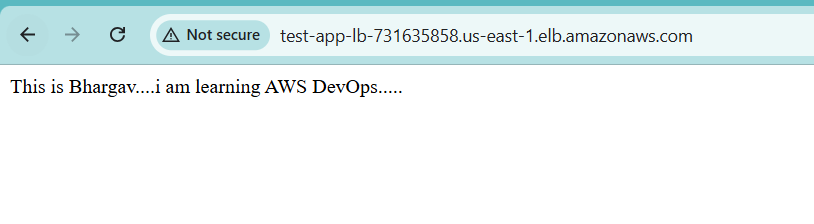 Not secure test-app-lb-731635858.us-east-1.elb.amazonaws.com
This is Bhargav....i am learning AWS DevOps.....